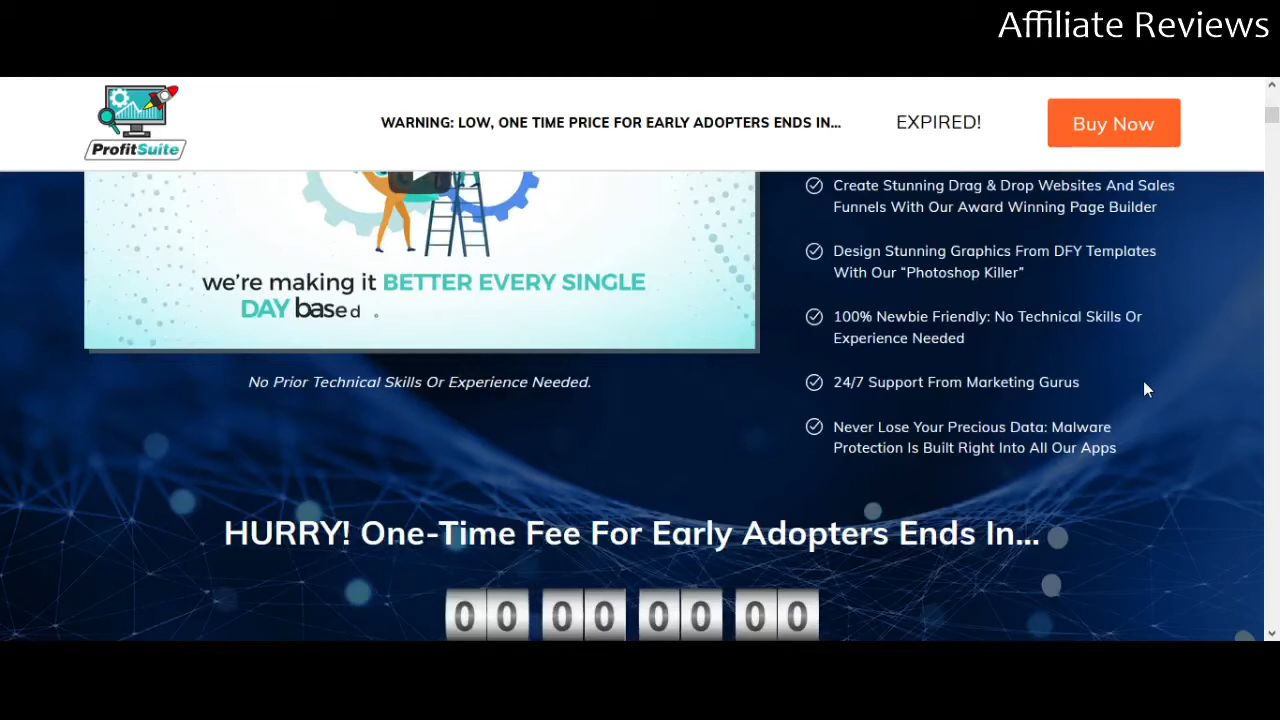 Affiliate Reviews
ProfitSuite
WARNING: LOW, ONE TIME PRICE FOR EARLY ADOPTERS ENDS IN...
EXPIRED!
Buy Now
we're making it BETTER EVERY SINGLE
DAY based
No Prior Technical Skills Or Experience Needed.
Create Stunning Drag & Drop Websites And Sales
Funnels With Our Award Winning Page Builder
Design Stunning Graphics From DFY Templates
With Our “Photoshop Killer”
100% Newbie Friendly: No Technical Skills Or
Experience Needed
24/7 Support From Marketing Gurus
Never Lose Your Precious Data: Malware
Protection Is Built Right Into All Our Apps
HURRY! One-Time Fee For Early Adopters Ends In...
00 00 00 00